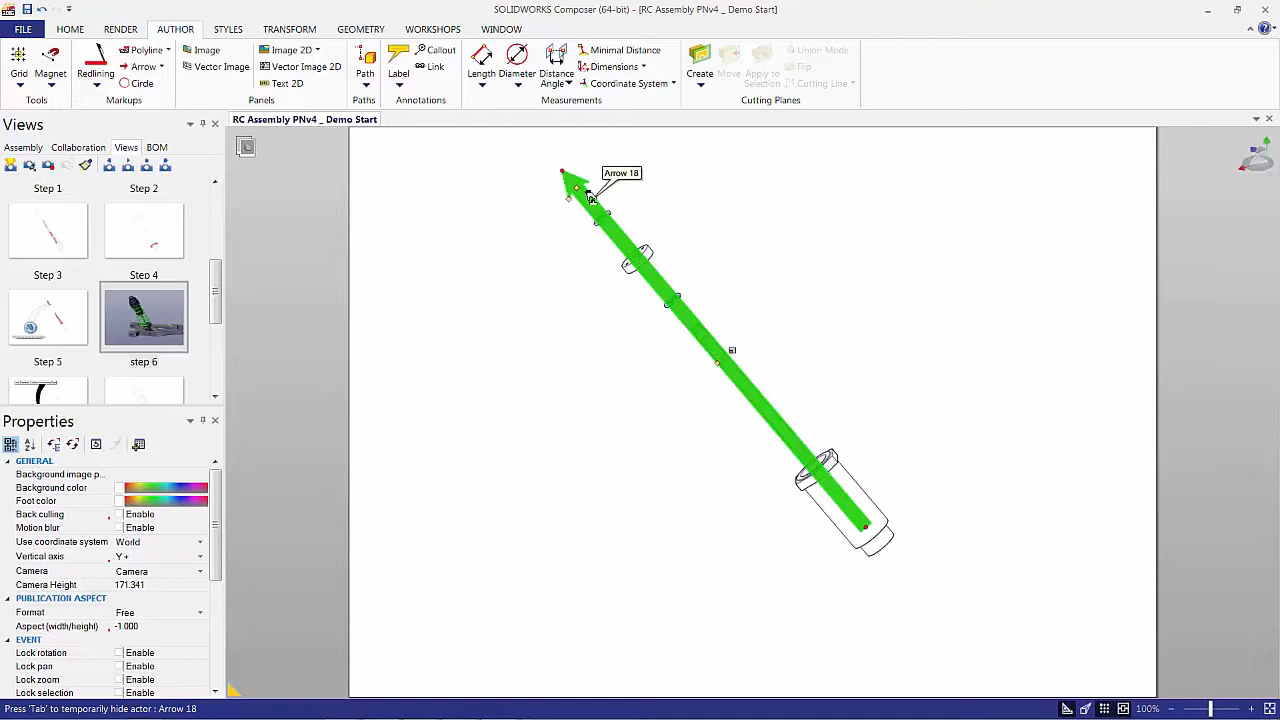 SOLIDWORKS Composer (64-bit) - [RC Assembly PNv4 _ Demo Start]
FILE HOME RENDER AUTHOR STYLES TRANSFORM GEOMETRY WORKSHOPS WINDOW
Grid Magnet Redlining Polyline Arrow Circle
Image Vector Image Image 2D Vector Image 2D Text 2D
Path Label Callout Link
Length Diameter Distance Angle Minimal Distance Dimensions Coordinate System
Create Move Apply to Selection Union Mode Flip Cutting Line
Tools Markups Panels Paths Annotations Measurements Cutting Planes
Views
RC Assembly PNv4 _ Demo Start
Assembly Collaboration Views BOM
Step 1 Step 2
Step 3 Step 4
Step 5 step 6
Arrow 18
Properties
GENERAL
Background image p...
Background color
Foot color
Back culling Enable
Motion blur Enable
Use coordinate system World
Vertical axis Y +
Camera Camera
Camera Height 171.341
PUBLICATION ASPECT
Format Free
Aspect (width/height) -1.000
EVENT
Lock rotation Enable
Lock pan Enable
Lock zoom Enable
Lock selection Enable
Press 'Tab' to temporarily hide actor : Arrow 18
100%